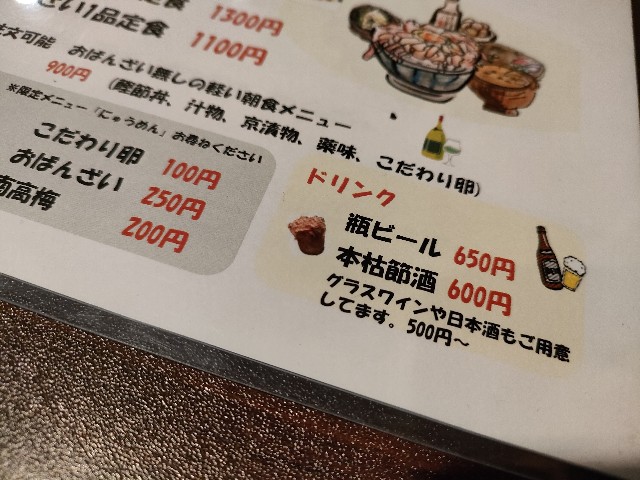 定食 1300円
ざい1品定食 1100円
文可能 おばんざい無しの軽い朝食メニュー
900円 (鰹節丼、汁物、京漬物、薬味、こだわり卵)
※限定メニュー「にゅうめん」お尋ねください
こだわり卵 100円
おばんざい 250円
南高梅 200円
ドリンク
瓶ビール 650円
本枯節酒 600円
グラスワインや日本酒もご用意
してます。500円～